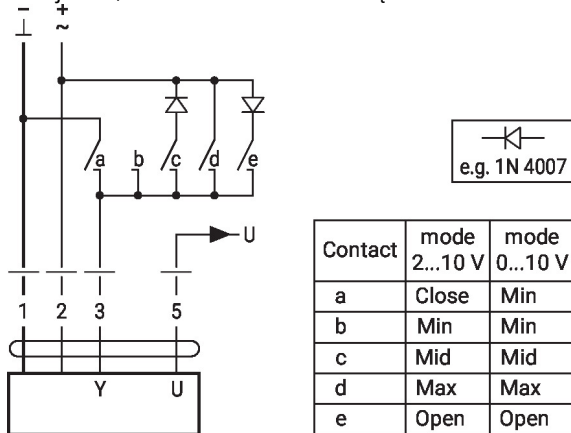 − +
⊥ ~
a b c d e
U
1 2 3 5
Y U
e.g. 1N 4007
Contact mode 2...10 V mode 0...10 V
a Close Min
b Min Min
c Mid Mid
d Max Max
e Open Open